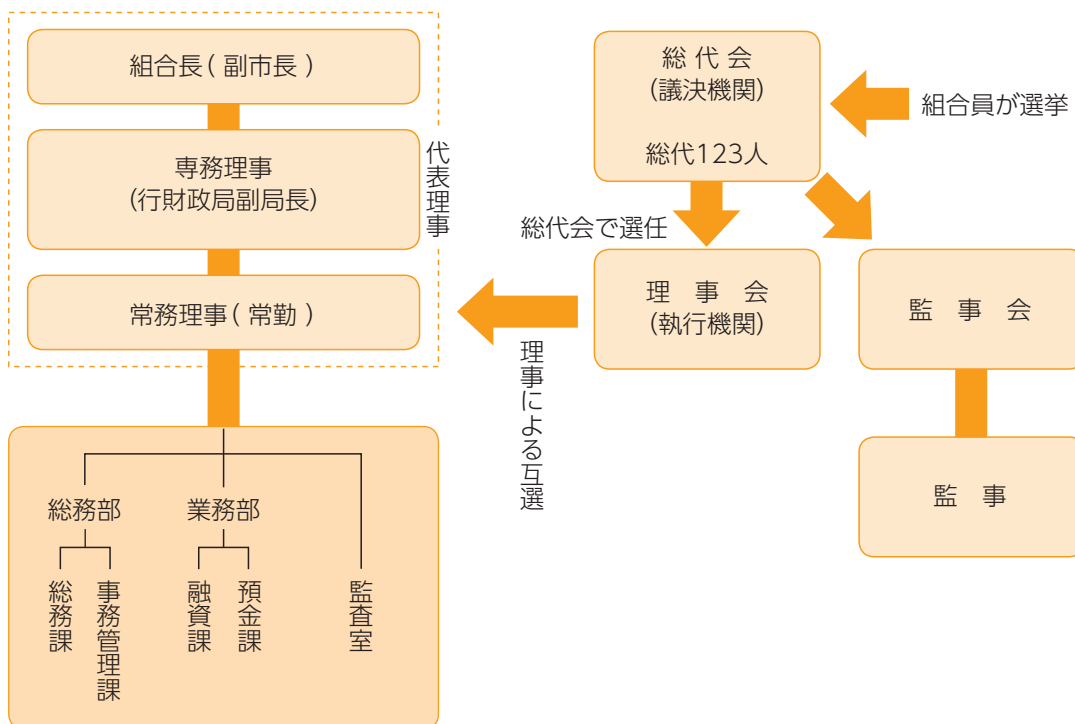 組合長 ( 副市長 )
専務理事
(行財政局副局長)
常務理事 ( 常勤 )
代表理事
総代会
(議決機関)
総代123人
組合員が選挙
総代会で選任
理事会
(執行機関)
理事による互選
監事会
監事
総務部
総務課
事務管理課
業務部
融資課
預金課
監査室